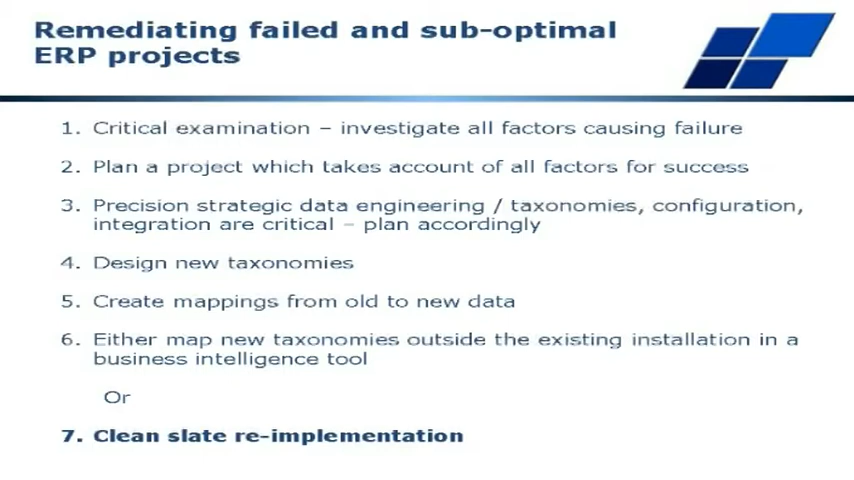 Remediating failed and sub-optimal
ERP projects
1. Critical examination – investigate all factors causing failure
2. Plan a project which takes account of all factors for success
3. Precision strategic data engineering / taxonomies, configuration,
integration are critical – plan accordingly
4. Design new taxonomies
5. Create mappings from old to new data
6. Either map new taxonomies outside the existing installation in a
business intelligence tool
Or
7. Clean slate re-implementation